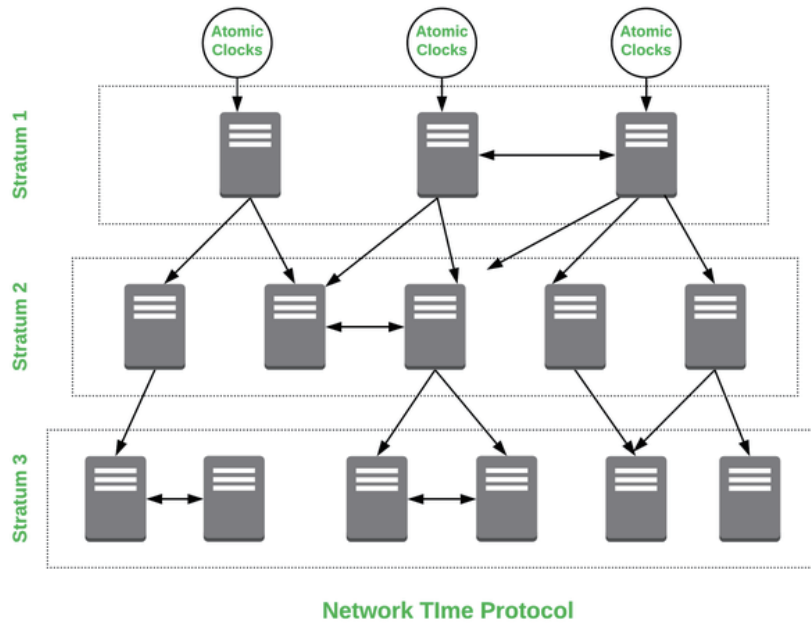 Atomic
Clocks
Atomic
Clocks
Atomic
Clocks
Stratum 1
Stratum 2
Stratum 3
Network TIme Protocol